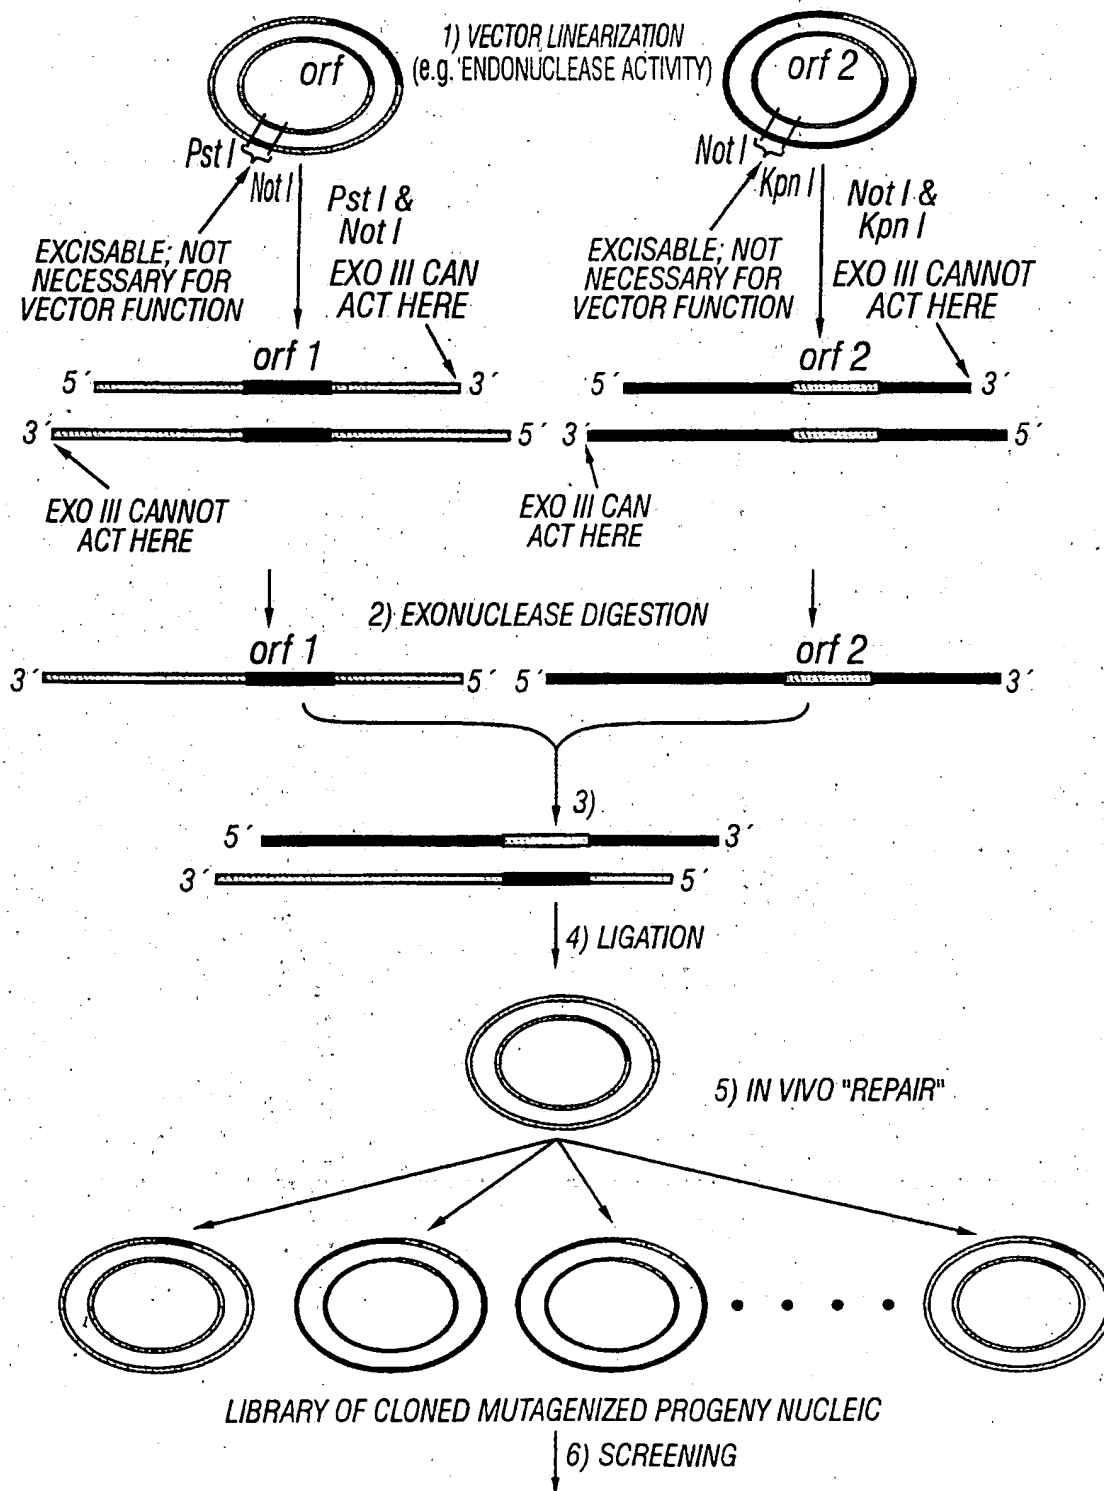 1) VECTOR LINEARIZATION
(e.g. ENDONUCLEASE ACTIVITY)
orf
orf 2
Pst I
Not I
Not I
Kpn I
Pst I &
Not I
Not I &
Kpn I
EXCISABLE; NOT
NECESSARY FOR
VECTOR FUNCTION
EXO III CAN
ACT HERE
EXCISABLE; NOT
NECESSARY FOR
VECTOR FUNCTION
EXO III CANNOT
ACT HERE
orf 1
orf 2
5´ 3´ 5´ 3´
3´ 5´ 3´ 5´
EXO III CANNOT
ACT HERE
EXO III CAN
ACT HERE
2) EXONUCLEASE DIGESTION
orf 1
orf 2
3´ 5´ 5´ 3´
3)
5´ 3´
3´ 5´
4) LIGATION
5) IN VIVO "REPAIR"
LIBRARY OF CLONED MUTAGENIZED PROGENY NUCLEIC
6) SCREENING